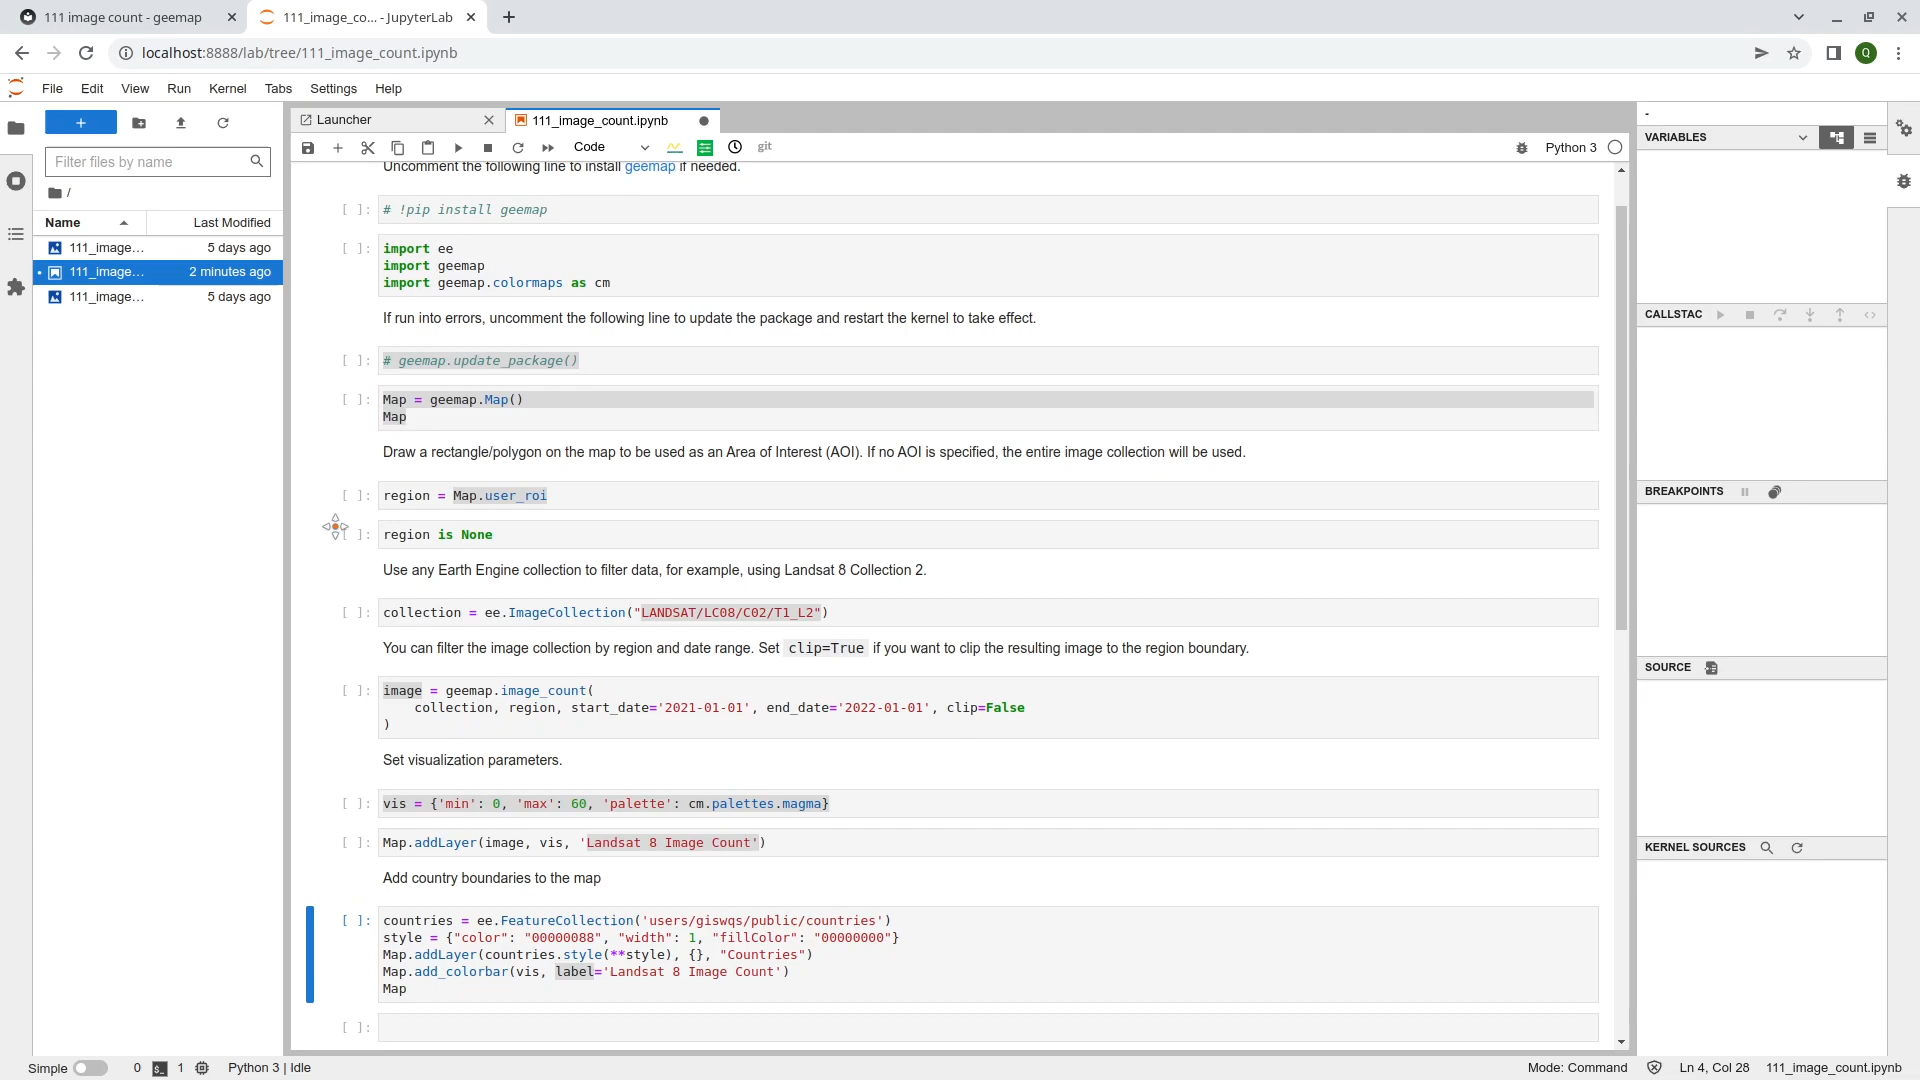 111 image count - geemap
111_image_co... - JupyterLab
localhost:8888/lab/tree/111_image_count.ipynb
Q
File Edit View Run Kernel Tabs Settings Help
Filter files by name
/
Name Last Modified
111_image... 5 days ago
111_image... 2 minutes ago
111_image... 5 days ago
Launcher
111_image_count.ipynb
Code
git
Python 3
Uncomment the following line to install geemap if needed.
[ ]: # !pip install geemap
[ ]: import ee
import geemap
import geemap.colormaps as cm
If run into errors, uncomment the following line to update the package and restart the kernel to take effect.
[ ]: # geemap.update_package()
[ ]: Map = geemap.Map()
Map
Draw a rectangle/polygon on the map to be used as an Area of Interest (AOI). If no AOI is specified, the entire image collection will be used.
[ ]: region = Map.user_roi
[ ]: region is None
Use any Earth Engine collection to filter data, for example, using Landsat 8 Collection 2.
[ ]: collection = ee.ImageCollection("LANDSAT/LC08/C02/T1_L2")
You can filter the image collection by region and date range. Set clip=True if you want to clip the resulting image to the region boundary.
[ ]: image = geemap.image_count(
collection, region, start_date='2021-01-01', end_date='2022-01-01', clip=False
)
Set visualization parameters.
[ ]: vis = {'min': 0, 'max': 60, 'palette': cm.palettes.magma}
[ ]: Map.addLayer(image, vis, 'Landsat 8 Image Count')
Add country boundaries to the map
[ ]: countries = ee.FeatureCollection('users/giswqs/public/countries')
style = {"color": "00000088", "width": 1, "fillColor": "00000000"}
Map.addLayer(countries.style(**style), {}, "Countries")
Map.add_colorbar(vis, label='Landsat 8 Image Count')
Map
[ ]:
-
VARIABLES
CALLSTAC
BREAKPOINTS
SOURCE
KERNEL SOURCES
Simple 0 $_ 1 Python 3 | Idle
Mode: Command Ln 4, Col 28 111_image_count.ipynb